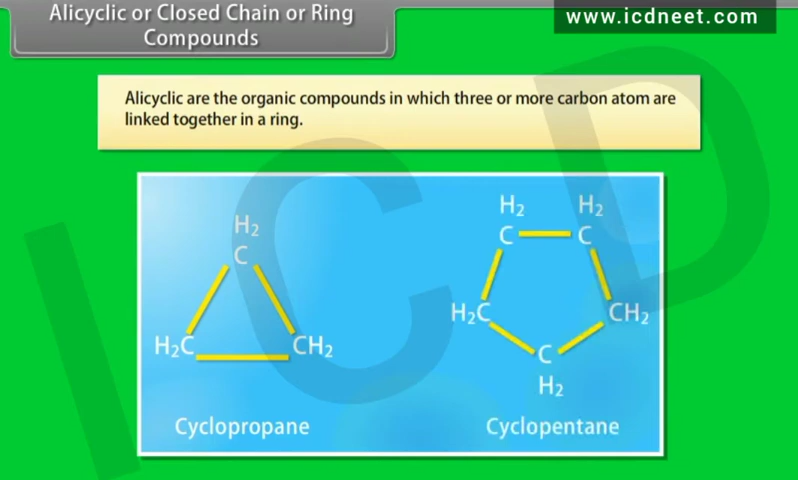 Alicyclic or Closed Chain or Ring
Compounds
www.icdneet.com
Alicyclic are the organic compounds in which three or more carbon atom are
linked together in a ring.
H₂
C
H₂C CH₂
Cyclopropane
H₂ H₂
C C
H₂C CH₂
C
H₂
Cyclopentane
ICD